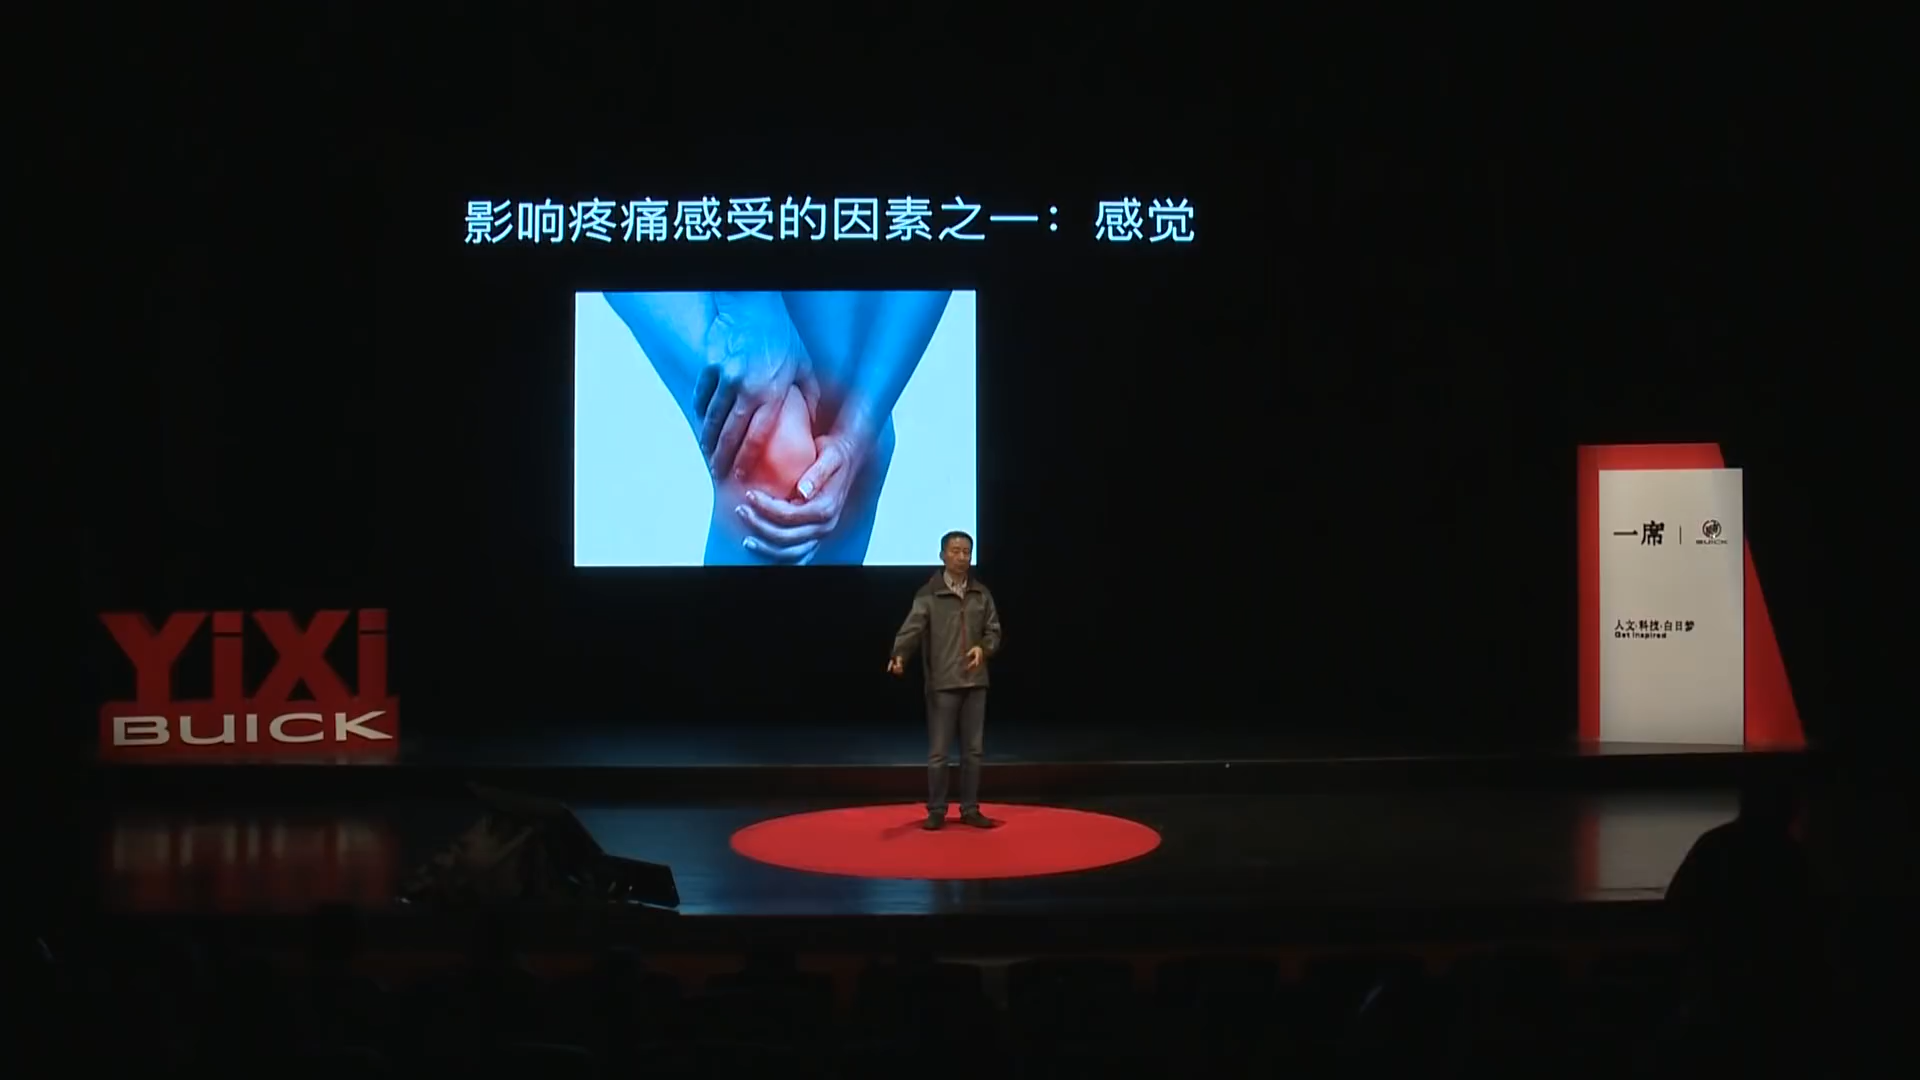 影响疼痛感受的因素之一：感觉
YiXi
BUICK
一席
BUICK
人文·科技·白日梦
Get Inspired